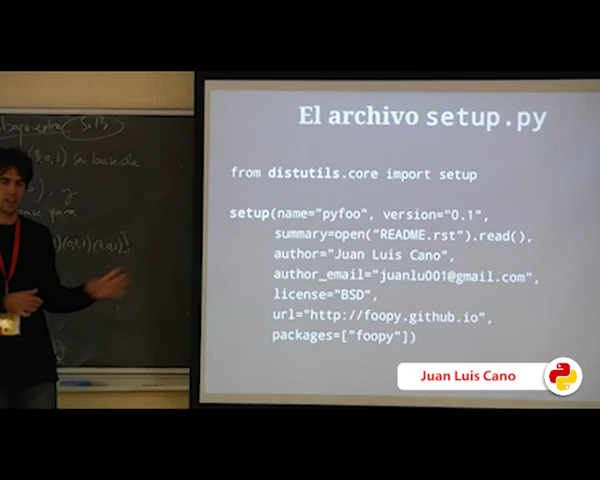 El archivo setup.py
from distutils.core import setup
setup(name="pyfoo", version="0.1",
summary=open("README.rst").read(),
author="Juan Luis Cano",
author_email="juanlu001@gmail.com",
license="BSD",
url="http://foopy.github.io",
packages=["foopy"])
Juan Luis Cano